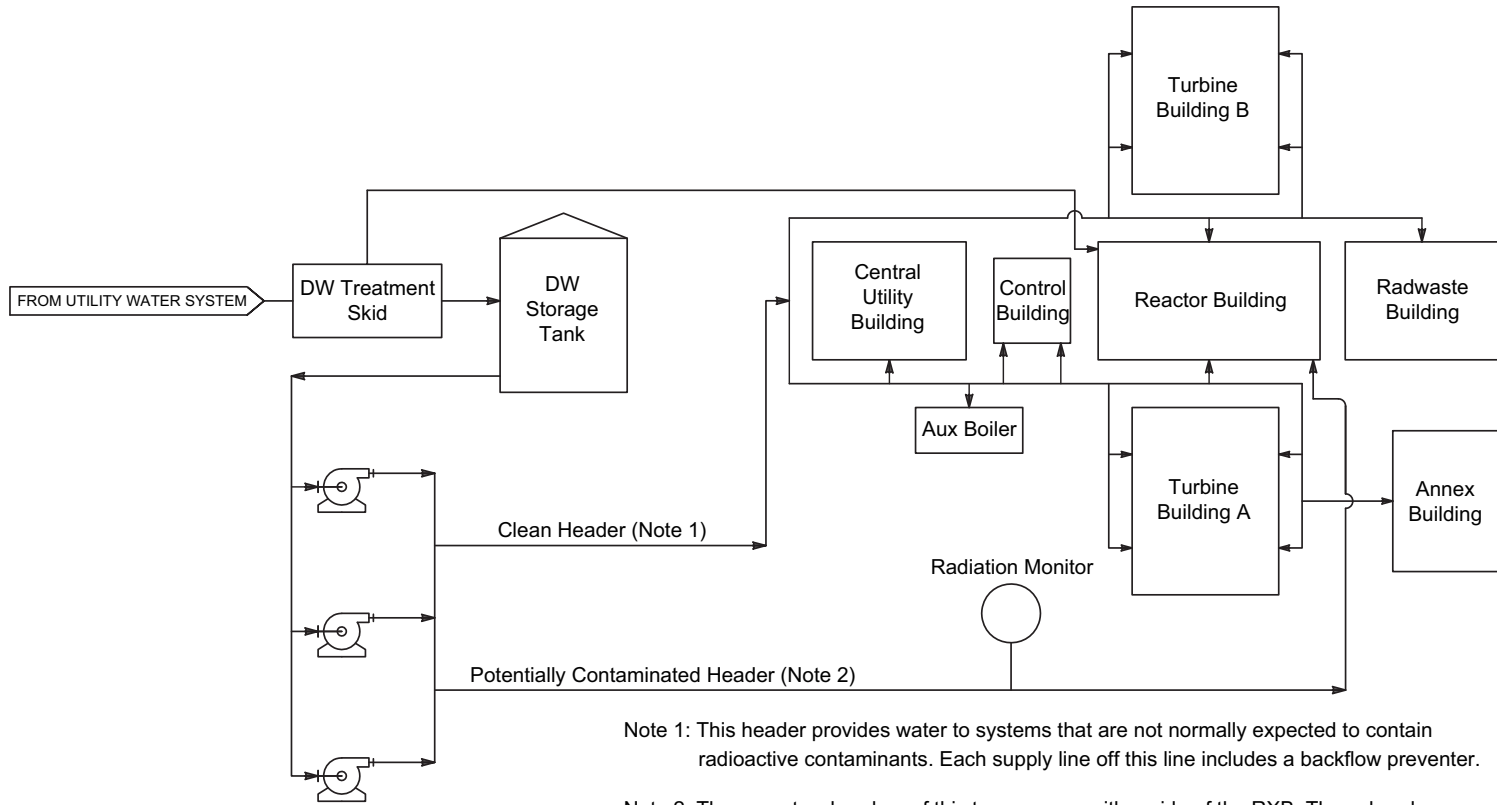 Turbine
Building B
FROM UTILITY WATER SYSTEM
DW Treatment
Skid
DW
Storage
Tank
Central
Utility
Building
Control
Building
Reactor Building
Radwaste
Building
Aux Boiler
Turbine
Building A
Annex
Building
Clean Header (Note 1)
Radiation Monitor
Potentially Contaminated Header (Note 2)
Note 1: This header provides water to systems that are not normally expected to contain
radioactive contaminants. Each supply line off this line includes a backflow preventer.